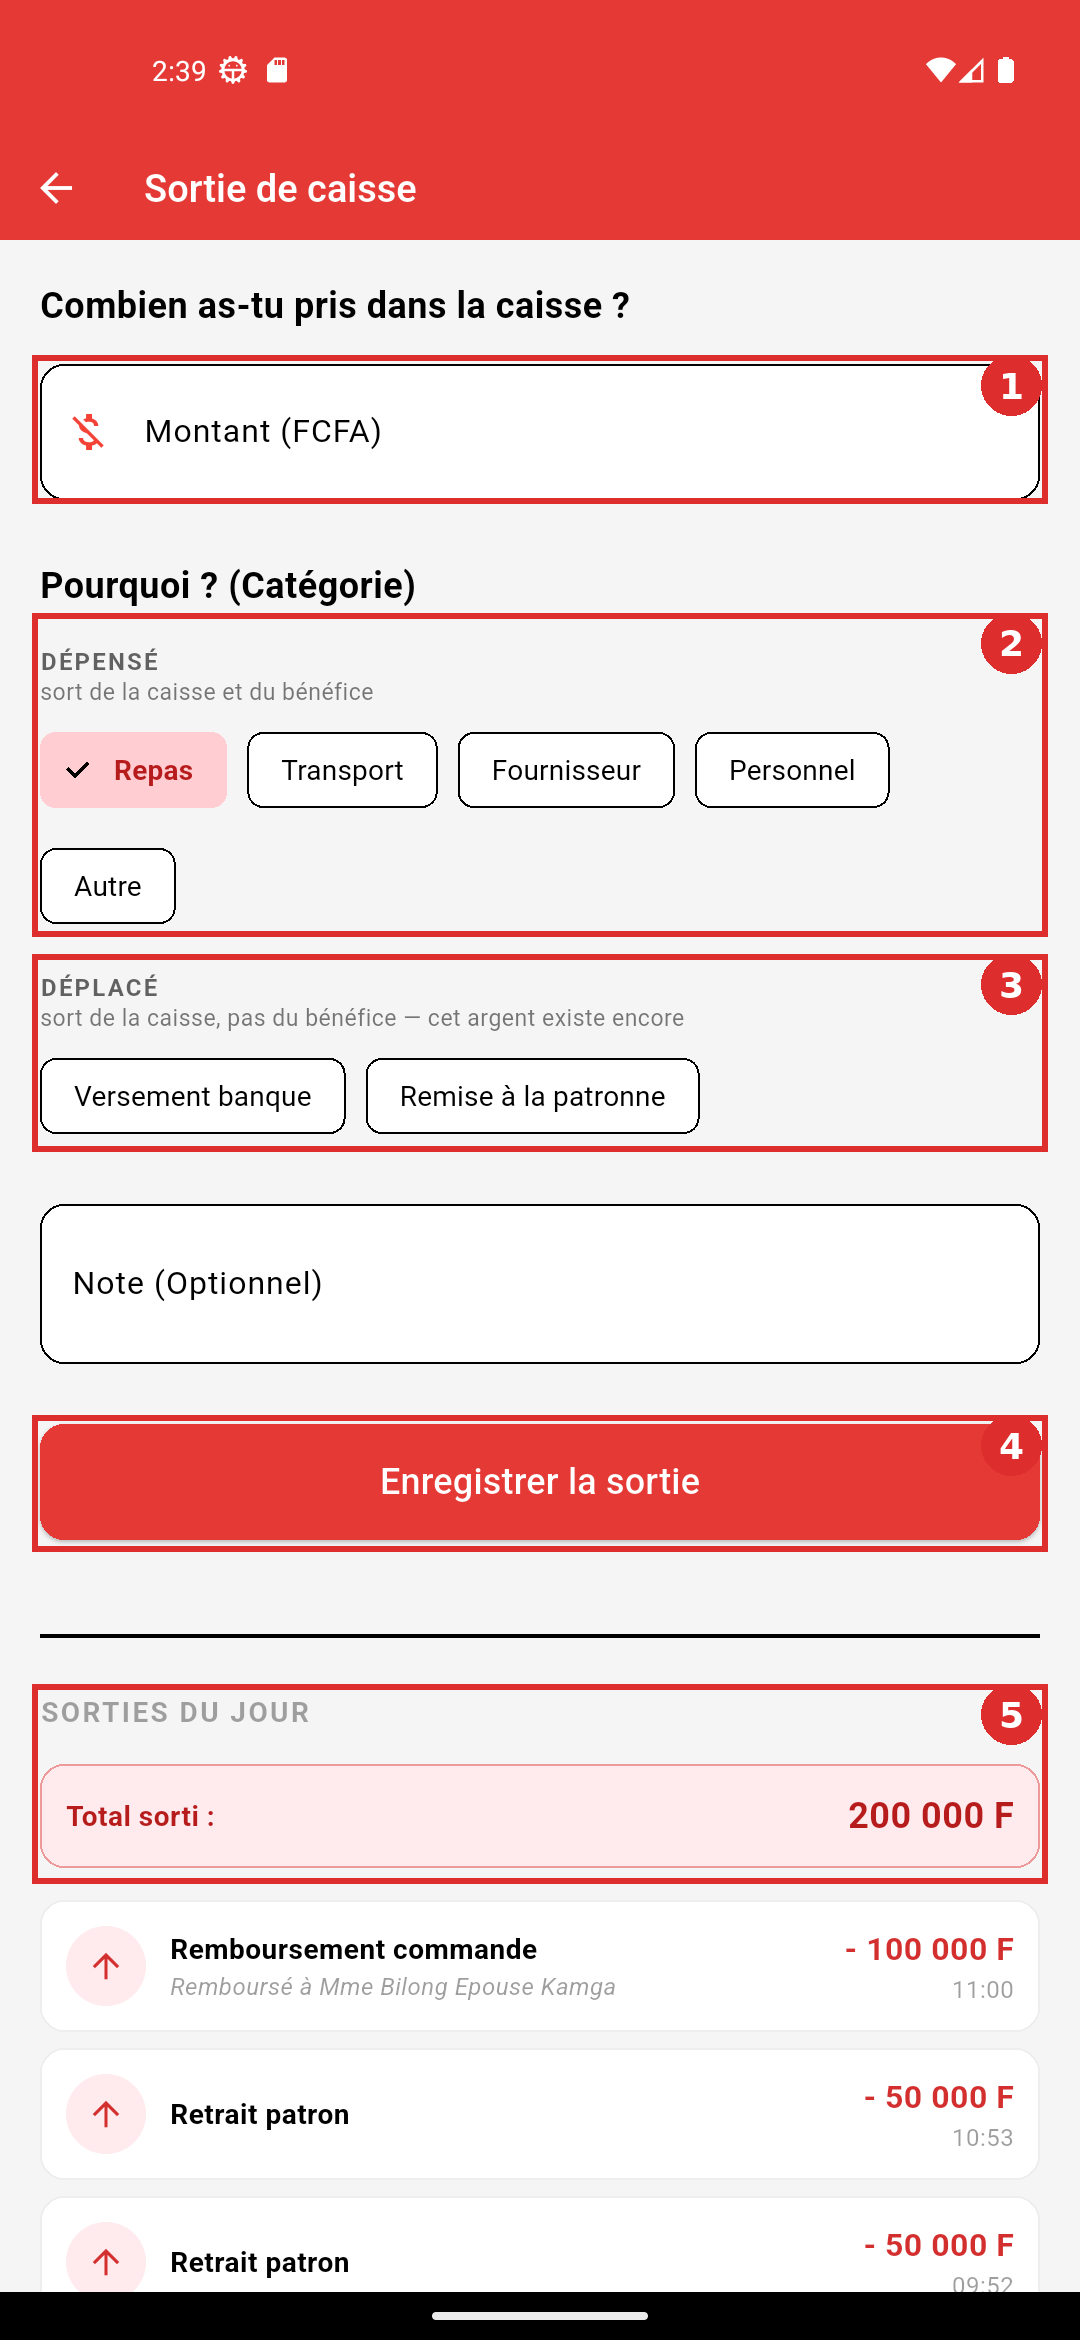 2:39
Sortie de caisse
Combien as-tu pris dans la caisse ?
1
Montant (FCFA)
Pourquoi ? (Catégorie)
2
DÉPENSÉ
sort de la caisse et du bénéfice
Repas Transport Fournisseur Personnel
Autre
3
DÉPLACÉ
sort de la caisse, pas du bénéfice — cet argent existe encore
Versement banque Remise à la patronne
Note (Optionnel)
4
Enregistrer la sortie
SORTIES DU JOUR
5
Total sorti : 200 000 F
Remboursement commande - 100 000 F
Remboursé à Mme Bilong Epouse Kamga 11:00
Retrait patron - 50 000 F
10:53
Retrait patron - 50 000 F
09:52